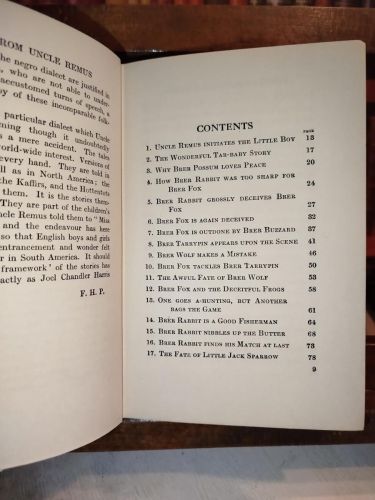 ROM UNCLE REMUS
he negro dialect are justified in
, who are not able to under-
accustomed turns of speech, a
oy of these incomparable folk
particular dialect which Uncle
ning though it undoubtedly
s a mere accident. The tales
world-wide interest. Versions of
every hand. They are told in
ll as in North America; the
the Kaffirs, and the Hottentots
on. It is the stories them-
They are part of the children's
ncle Remus told them to "Miss
and the endeavour has here
so that English boys and girls
entrancement and wonder felt
r in South America. It should
framework' of the stories has
xactly as Joel Chandler Harris
F. H. P.
CONTENTS
PAGE
1. Uncle Remus initiates the Little Boy 13
2. The Wonderful Tar-baby Story 17
3. Why Brer Possum loves Peace 20
4. How Brer Rabbit was too sharp for
Brer Fox 24
5. Brer Rabbit grossly deceives Brer
Fox 27
6. Brer Fox is again deceived 32
7. Brer Fox is outdone by Brer Buzzard 37
8. Brer Tarrypin appears upon the Scene 41
9. Brer Wolf makes a Mistake 46
10. Brer Fox tackles Brer Tarrypin 50
11. The Awful Fate of Brer Wolf 53
12. Brer Fox and the Deceitful Frogs 58
13. One goes a-hunting, but Another
bags the Game 61
14. Brer Rabbit is a Good Fisherman 64
15. Brer Rabbit nibbles up the Butter 68
16. Brer Rabbit finds his Match at last 73
17. The Fate of Little Jack Sparrow 78
9